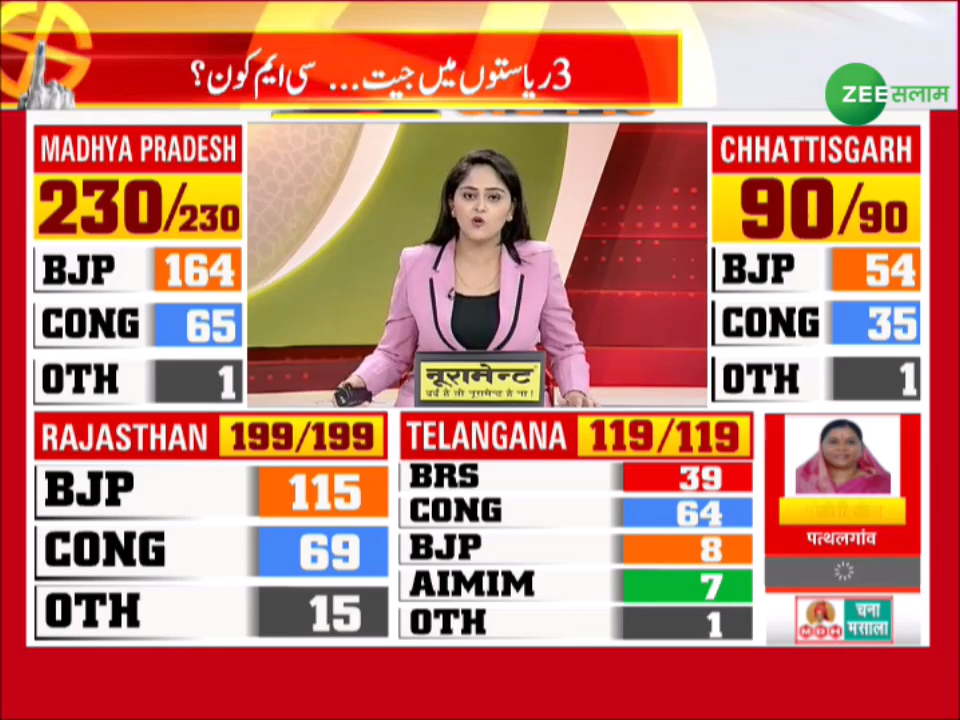 3 ریاستوں میں جیت... سی ایم کون؟
ZEE سلام
MADHYA PRADESH
230/230
BJP 164
CONG 65
OTH 1
CHHATTISGARH
90/90
BJP 54
CONG 35
OTH 1
नूरामेन्ट
दर्द है तो नूरामेन्ट है ना!
RAJASTHAN 199/199
BJP 115
CONG 69
OTH 15
TELANGANA 119/119
BRS 39
CONG 64
BJP 8
AIMIM 7
OTH 1
पत्थलगांव
MDH
चना
मसाला